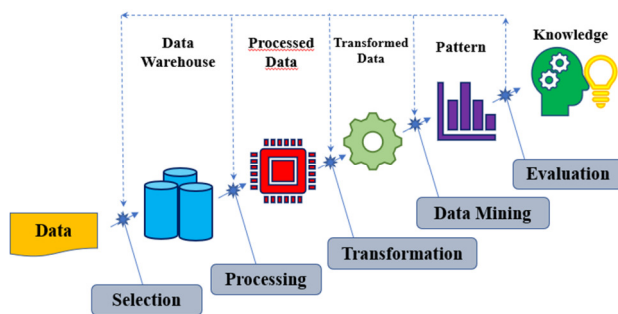 Data
Warehouse
Processed
Data
Transformed
Data
Pattern
Knowledge
Evaluation
Data Mining
Data
Transformation
Processing
Selection